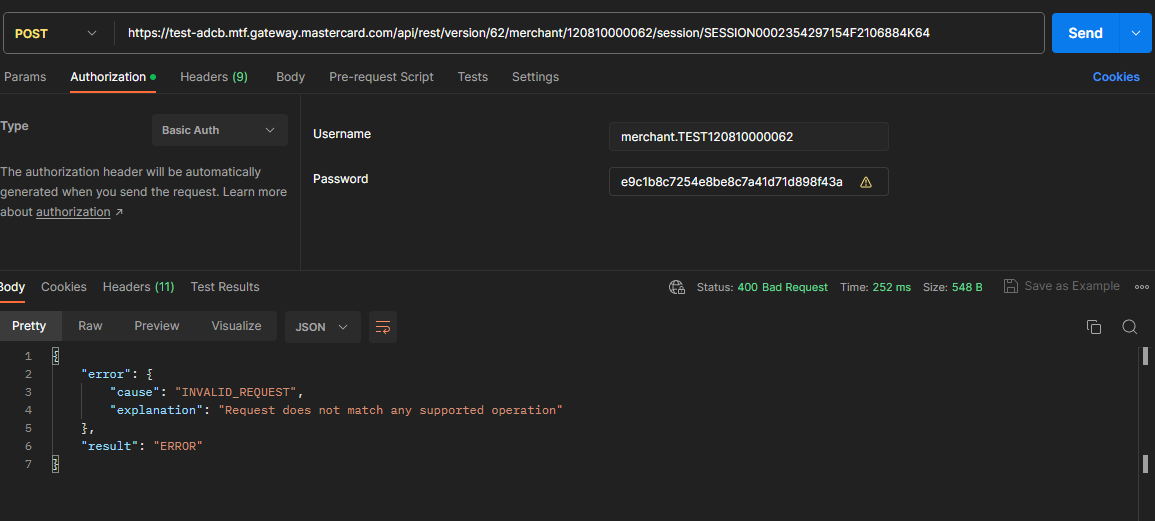 POST https://test-adcb.mtf.gateway.mastercard.com/api/rest/version/62/merchant/120810000062/session/SESSION0002354297154F2106884K64 Send
Params Authorization Headers (9) Body Pre-request Script Tests Settings Cookies
Type Basic Auth
The authorization header will be automatically
generated when you send the request. Learn more
about authorization ↗
Username merchant.TEST120810000062
Password e9c1b8c7254e8be8c7a41d71d898f43a
Body Cookies Headers (11) Test Results Status: 400 Bad Request Time: 252 ms Size: 548 B Save as Example
Pretty Raw Preview Visualize JSON
1 {
2 "error": {
3 "cause": "INVALID_REQUEST",
4 "explanation": "Request does not match any supported operation"
5 },
6 "result": "ERROR"
7 }